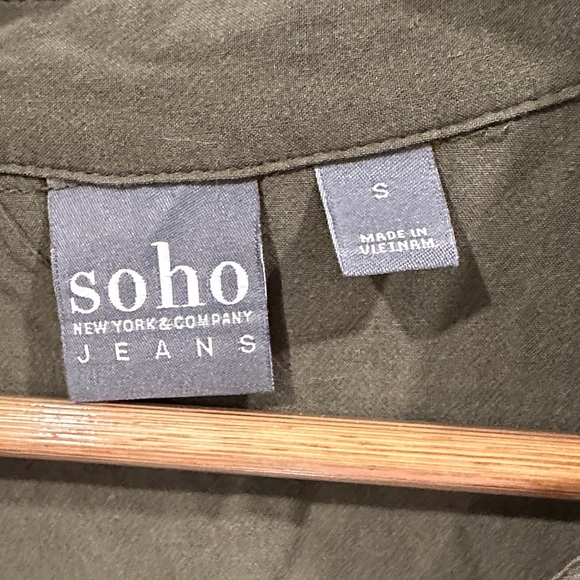 soho
NEW YORK & COMPANY
JEANS
S
MADE IN
VIETNAM